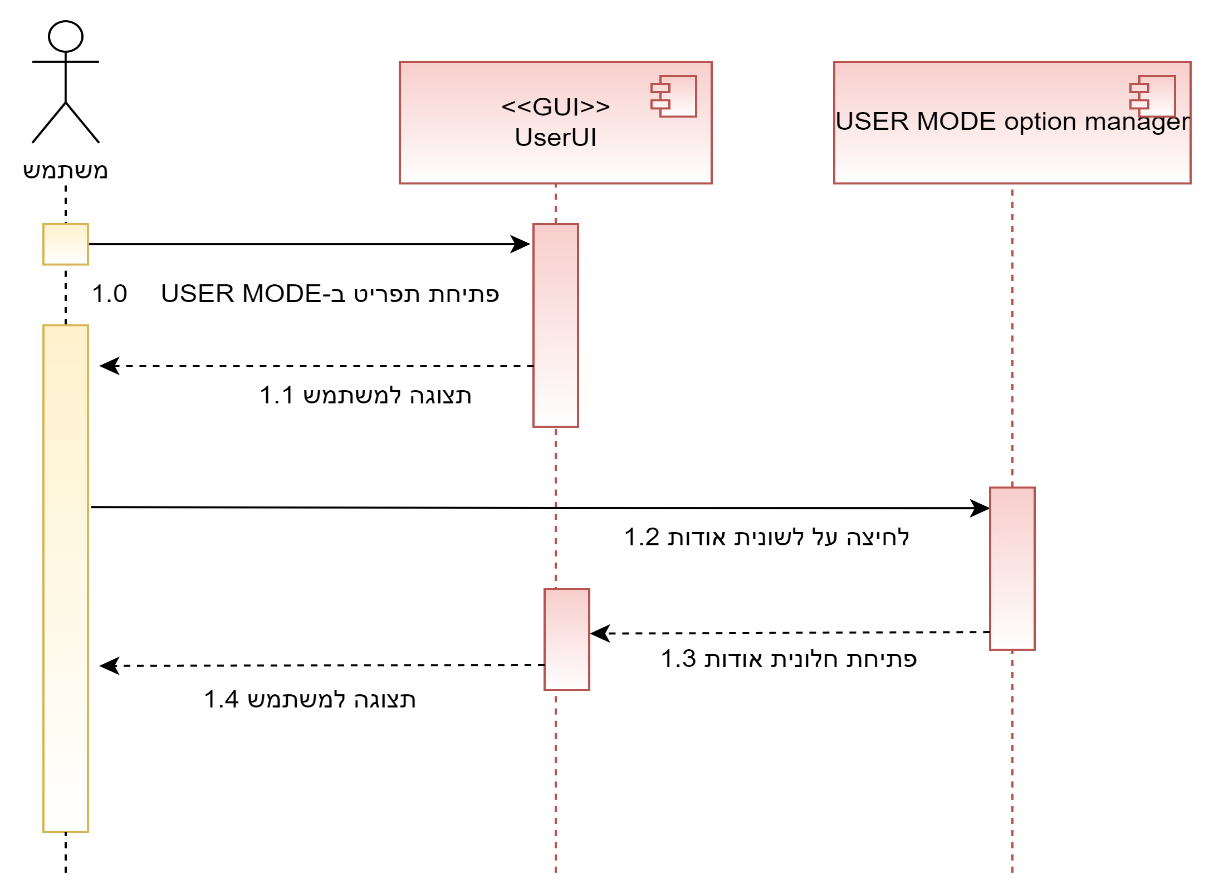 משתמש
<<GUI>>
UserUI
USER MODE option manager
1.0 פתיחת תפריט ב-USER MODE
1.1 תצוגה למשתמש
1.2 לחיצה על לשונית אודות
1.3 פתיחת חלונית אודות
1.4 תצוגה למשתמש